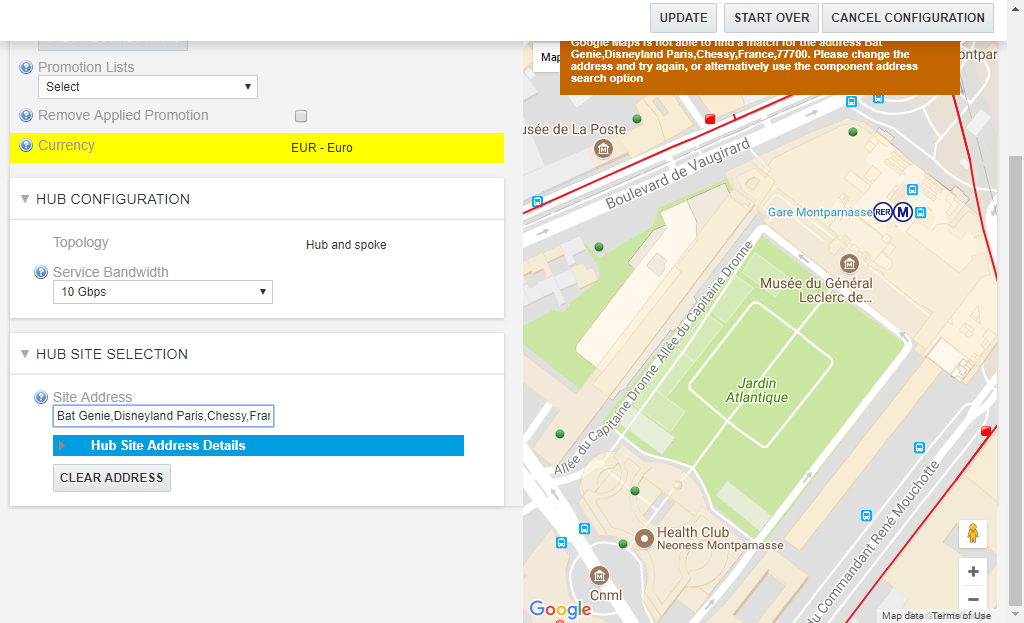 UPDATE
START OVER
CANCEL CONFIGURATION
Promotion Lists
Select
Remove Applied Promotion
Currency
EUR - Euro
HUB CONFIGURATION
Topology
Hub and spoke
Service Bandwidth
10 Gbps
HUB SITE SELECTION
Site Address
Bat Genie,Disneyland Paris,Chessy,Fran
Hub Site Address Details
CLEAR ADDRESS
Map
Google Maps is not able to find a match for the address Bat
Genie,Disneyland Paris,Chessy,France,77700. Please change the
address and try again, or alternatively use the component address
search option
ontpar
usée de La Poste
Boulevard de Vaugirard
Gare Montparnasse
RER
M
Musée du Général
Leclerc de...
Allée du Capitaine Dronne
Allée du Capitaine Dronne
Jardin
Atlantique
Health Club
Neoness Montparnasse
Cnml
du Commandant René Mouchotte
+
−
Google
Map data
Terms of Use